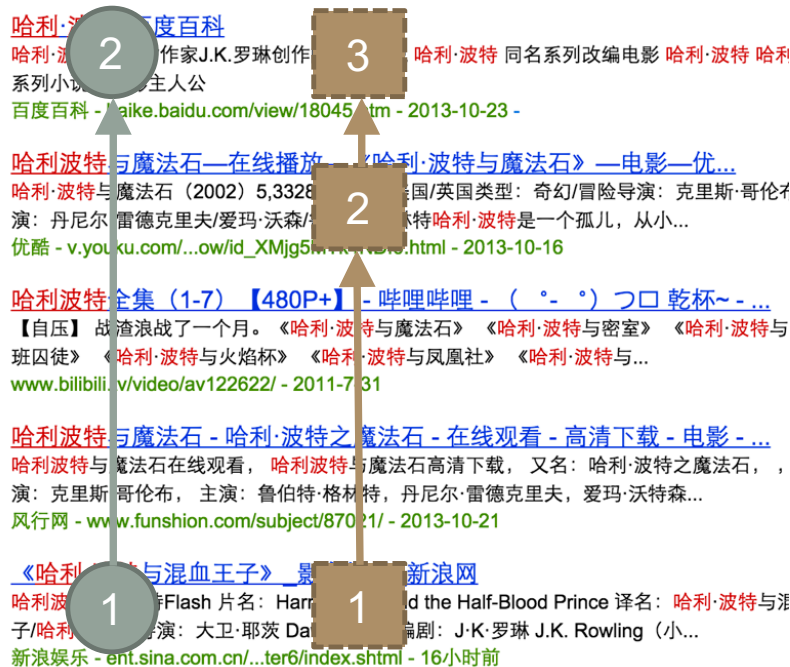 哈利· 2 百度百科
哈利· 作家J.K.罗琳创作 3 哈利·波特 同名系列改编电影 哈利·波特
系列小说 主人公
百度百科 - baike.baidu.com/view/18045.htm - 2013-10-23 -
哈利波特与魔法石—在线播放—《哈利·波特与魔法石》—电影—优...
哈利·波特与魔法石（2002）5,3328 2 美国/英国类型：奇幻/冒险导演：克里斯·哥伦布
演：丹尼尔·雷德克里夫/爱玛·沃森/ 林特哈利·波特是一个孤儿，从小...
优酷 - v.youku.com/...ow/id_XMjg5 .html - 2013-10-16
哈利波特全集（1-7）【480P+】 - 哔哩哔哩 - （ ゜- ゜）つロ 乾杯~ - ...
【自压】 战渣浪战了一个月。《哈利·波特与魔法石》 《哈利·波特与密室》 《哈利·波特与
班囚徒》 《哈利·波特与火焰杯》 《哈利·波特与凤凰社》 《哈利·波特与...
www.bilibili.tv/video/av122622/ - 2011-7-31
哈利波特与魔法石 - 哈利·波特之魔法石 - 在线观看 - 高清下载 - 电影 - ...
哈利波特与魔法石在线观看， 哈利波特与魔法石高清下载， 又名：哈利·波特之魔法石， ，
演：克里斯·哥伦布， 主演：鲁伯特·格林特，丹尼尔·雷德克里夫，爱玛·沃特森...
风行网 - www.funshion.com/subject/87021/ - 2013-10-21
《哈利 与混血王子》_影 新浪网
哈利波 1 特Flash 片名：Harry 1 d the Half-Blood Prince 译名：哈利·波特与混
子/哈利 导演：大卫·耶茨 Da 编剧：J·K·罗琳 J.K. Rowling（小...
新浪娱乐 - ent.sina.com.cn/...ter6/index.shtml - 16小时前